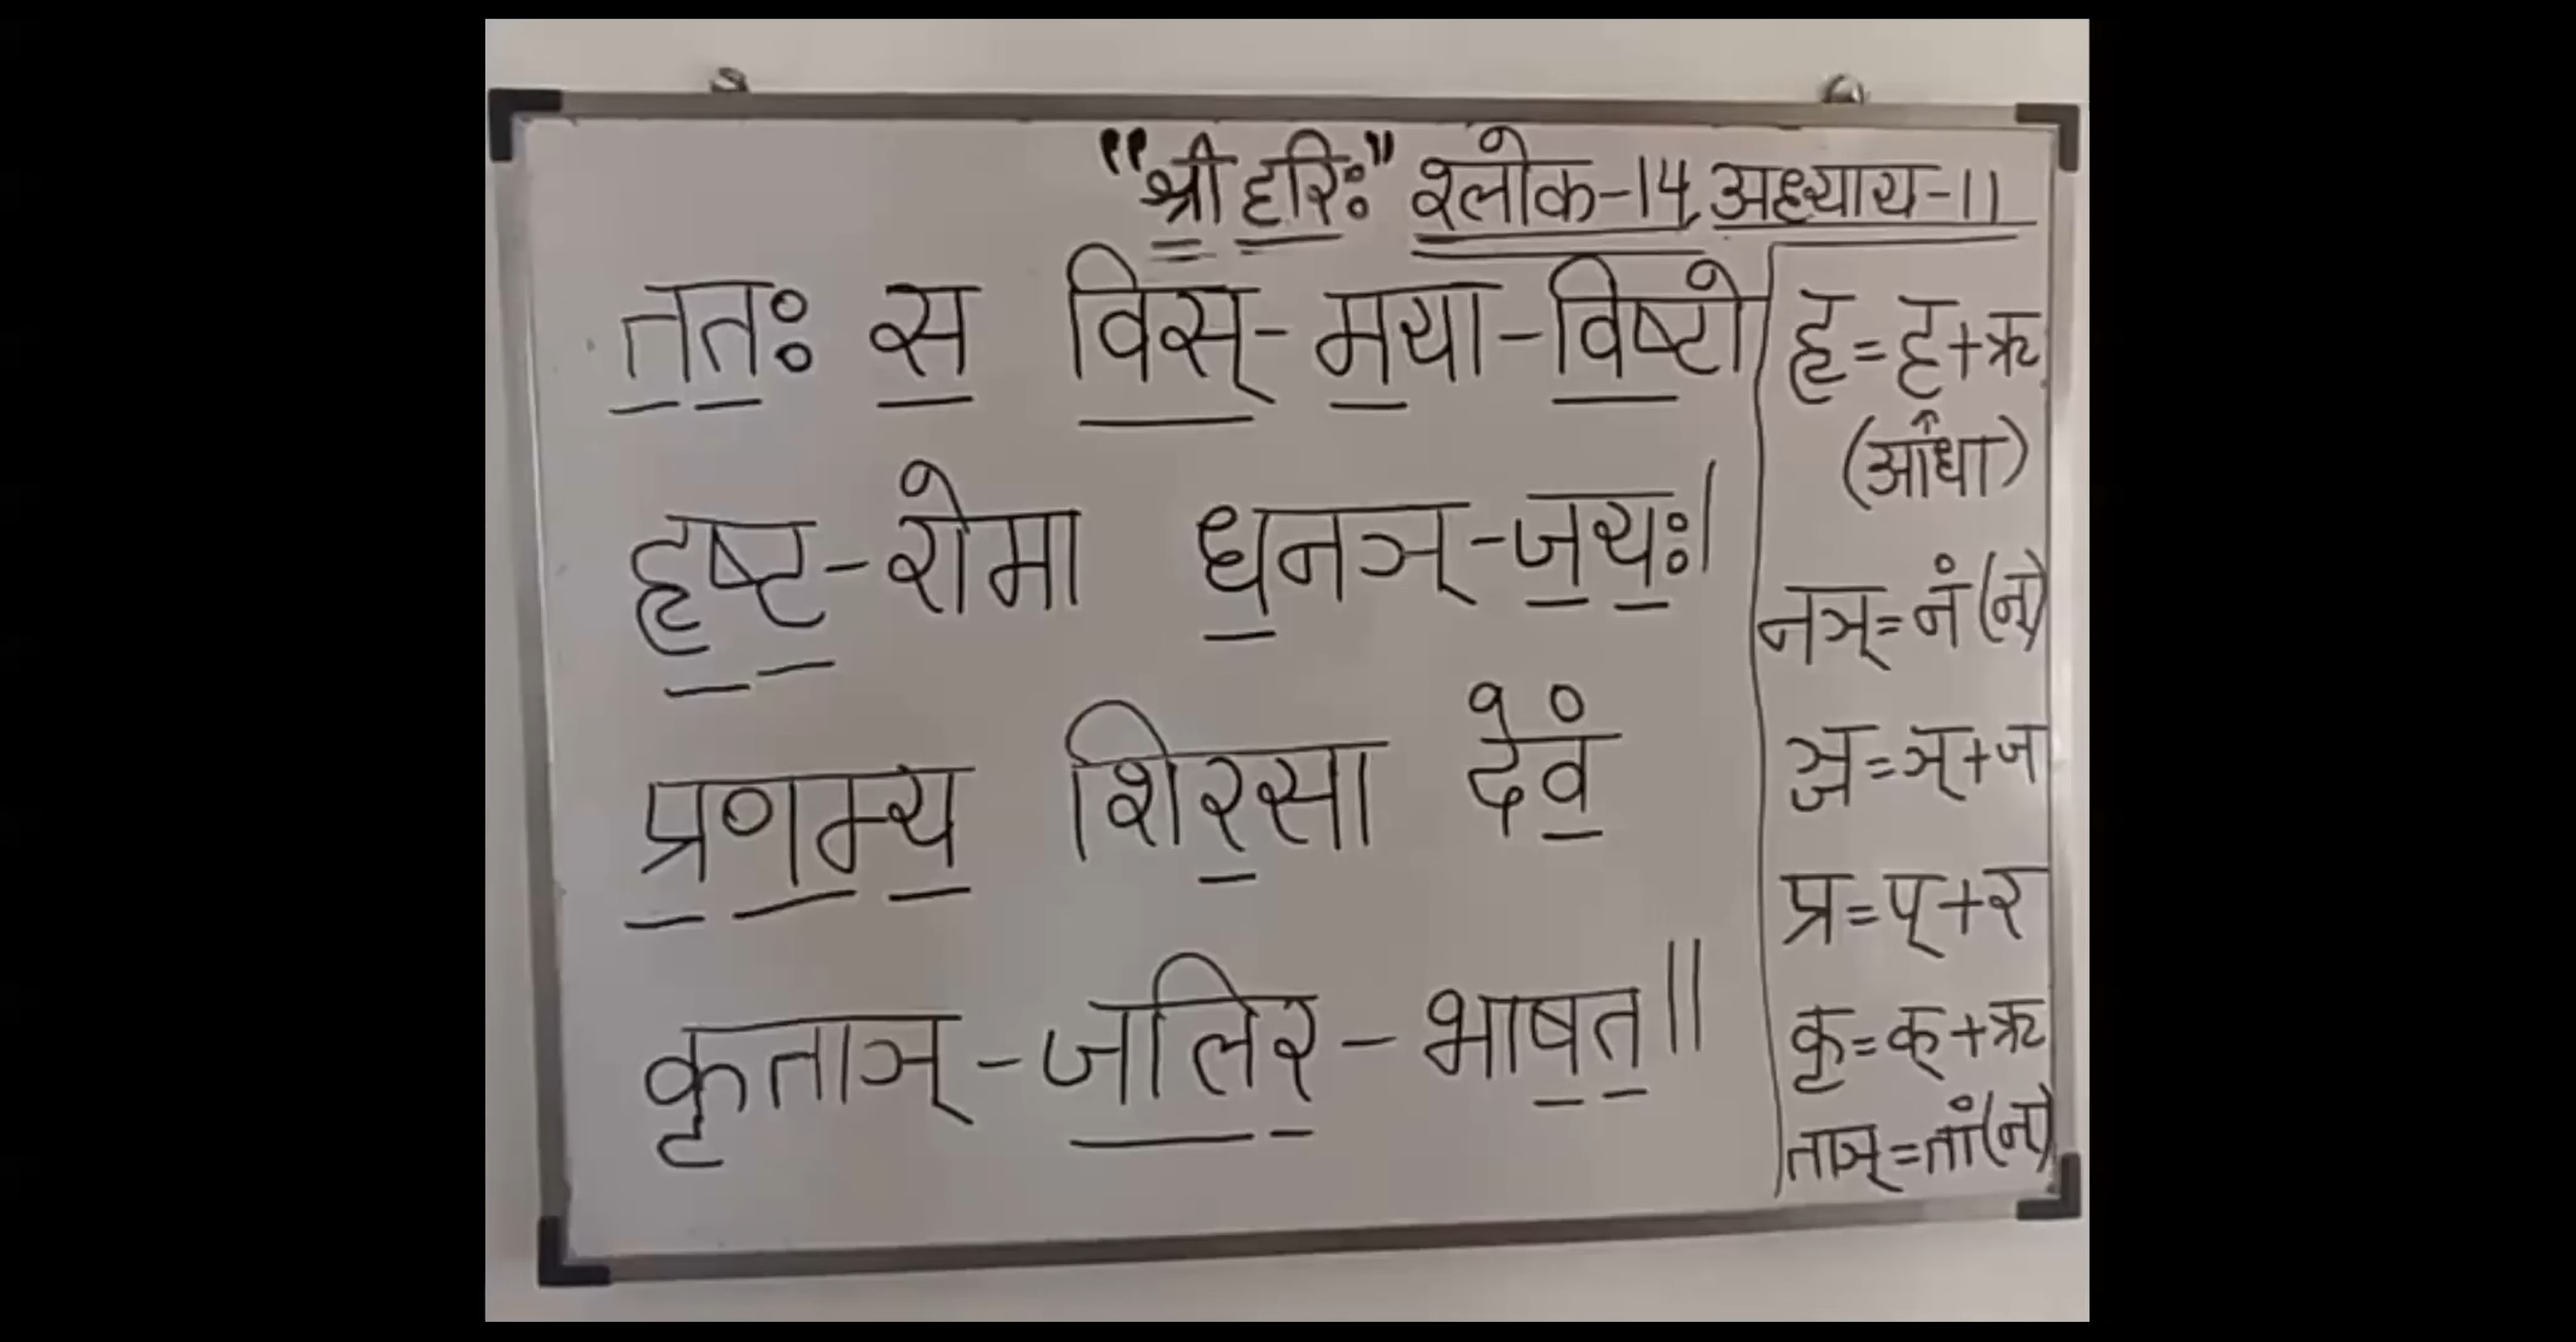 "श्री हरिः" श्लोक-14, अध्याय-11
ततः स विस्-मया-विष्टो
हृष्ट-रोमा धनञ्-जयः।
प्रणम्य शिरसा देवं
कृताञ्-जलिर-भाषत॥
हृ=ह्+ऋ
(आधा)
नञ्=नं(न्)
ञ्ज=ञ्+ज
प्र=प्+र
कृ=क्+ऋ
ताञ्=तां(न्)